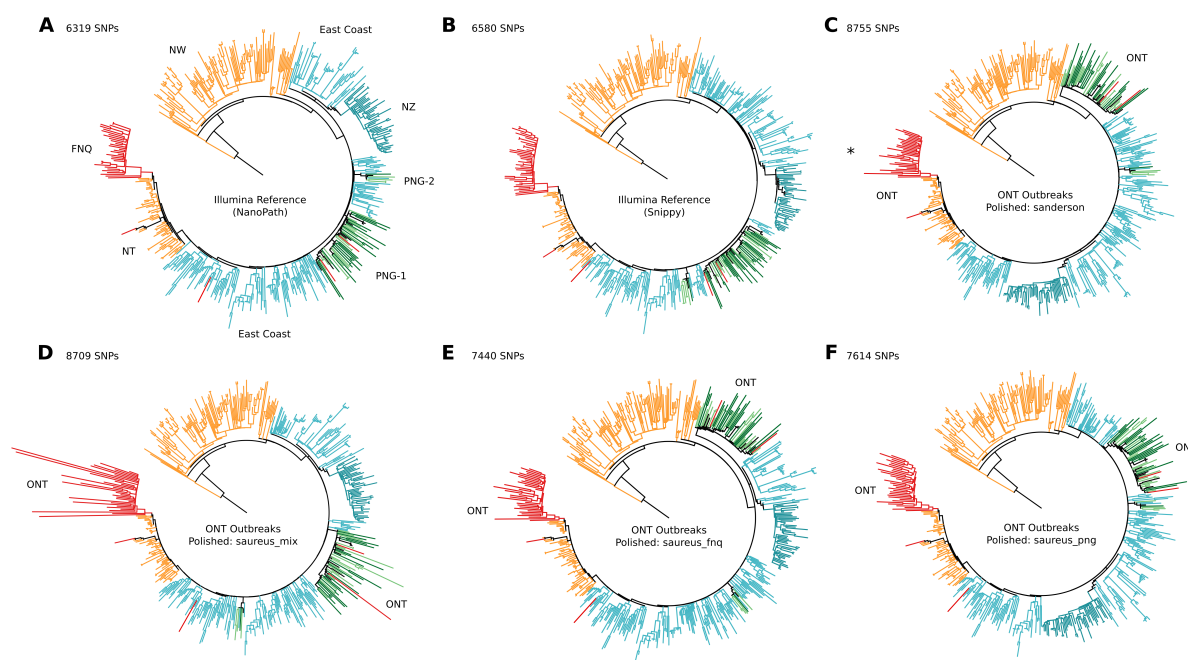 A 6319 SNPs
East Coast
NW
NZ
FNQ
PNG-2
Illumina Reference
(NanoPath)
NT
PNG-1
East Coast
B 6580 SNPs
Illumina Reference
(Snippy)
C 8755 SNPs
ONT
*
ONT
ONT Outbreaks
Polished: sanderson
D 8709 SNPs
ONT
ONT Outbreaks
Polished: saureus_mix
ONT
E 7440 SNPs
ONT
ONT
ONT Outbreaks
Polished: saureus_fnq
F 7614 SNPs
ON
ONT
ONT Outbreaks
Polished: saureus_png